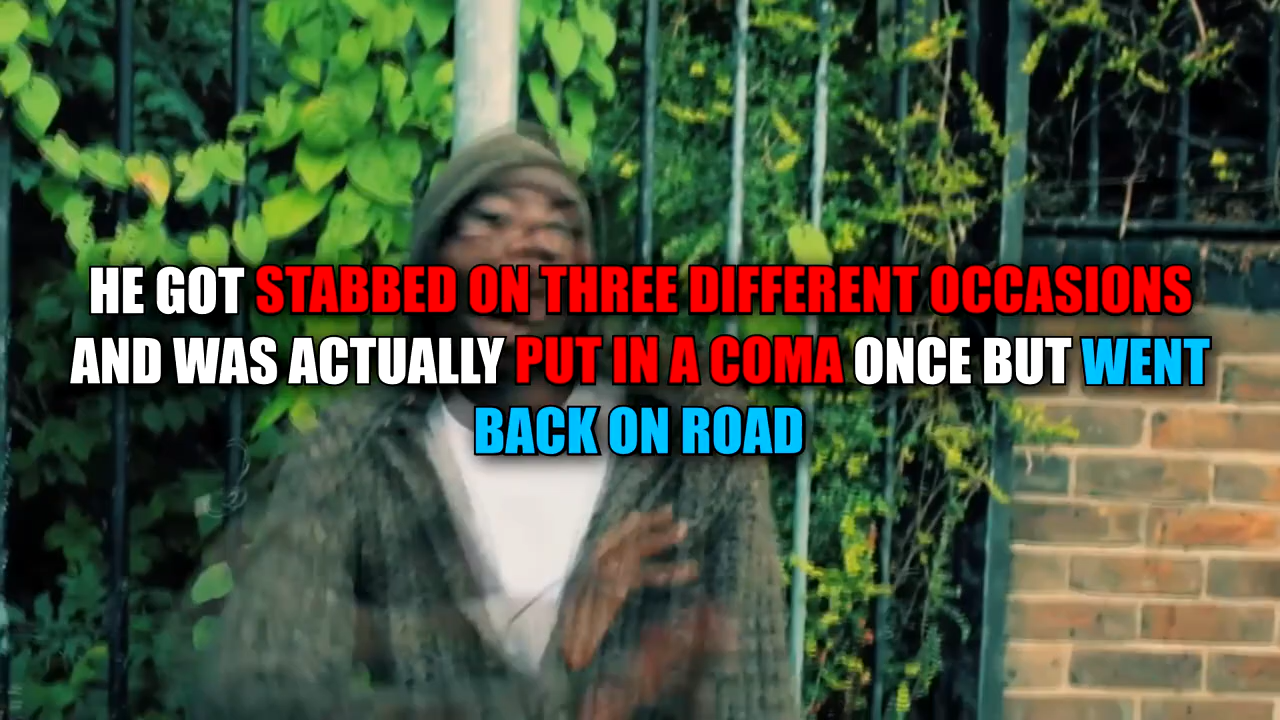 HE GOT STABBED ON THREE DIFFERENT OCCASIONS
AND WAS ACTUALLY PUT IN A COMA ONCE BUT WENT
BACK ON ROAD